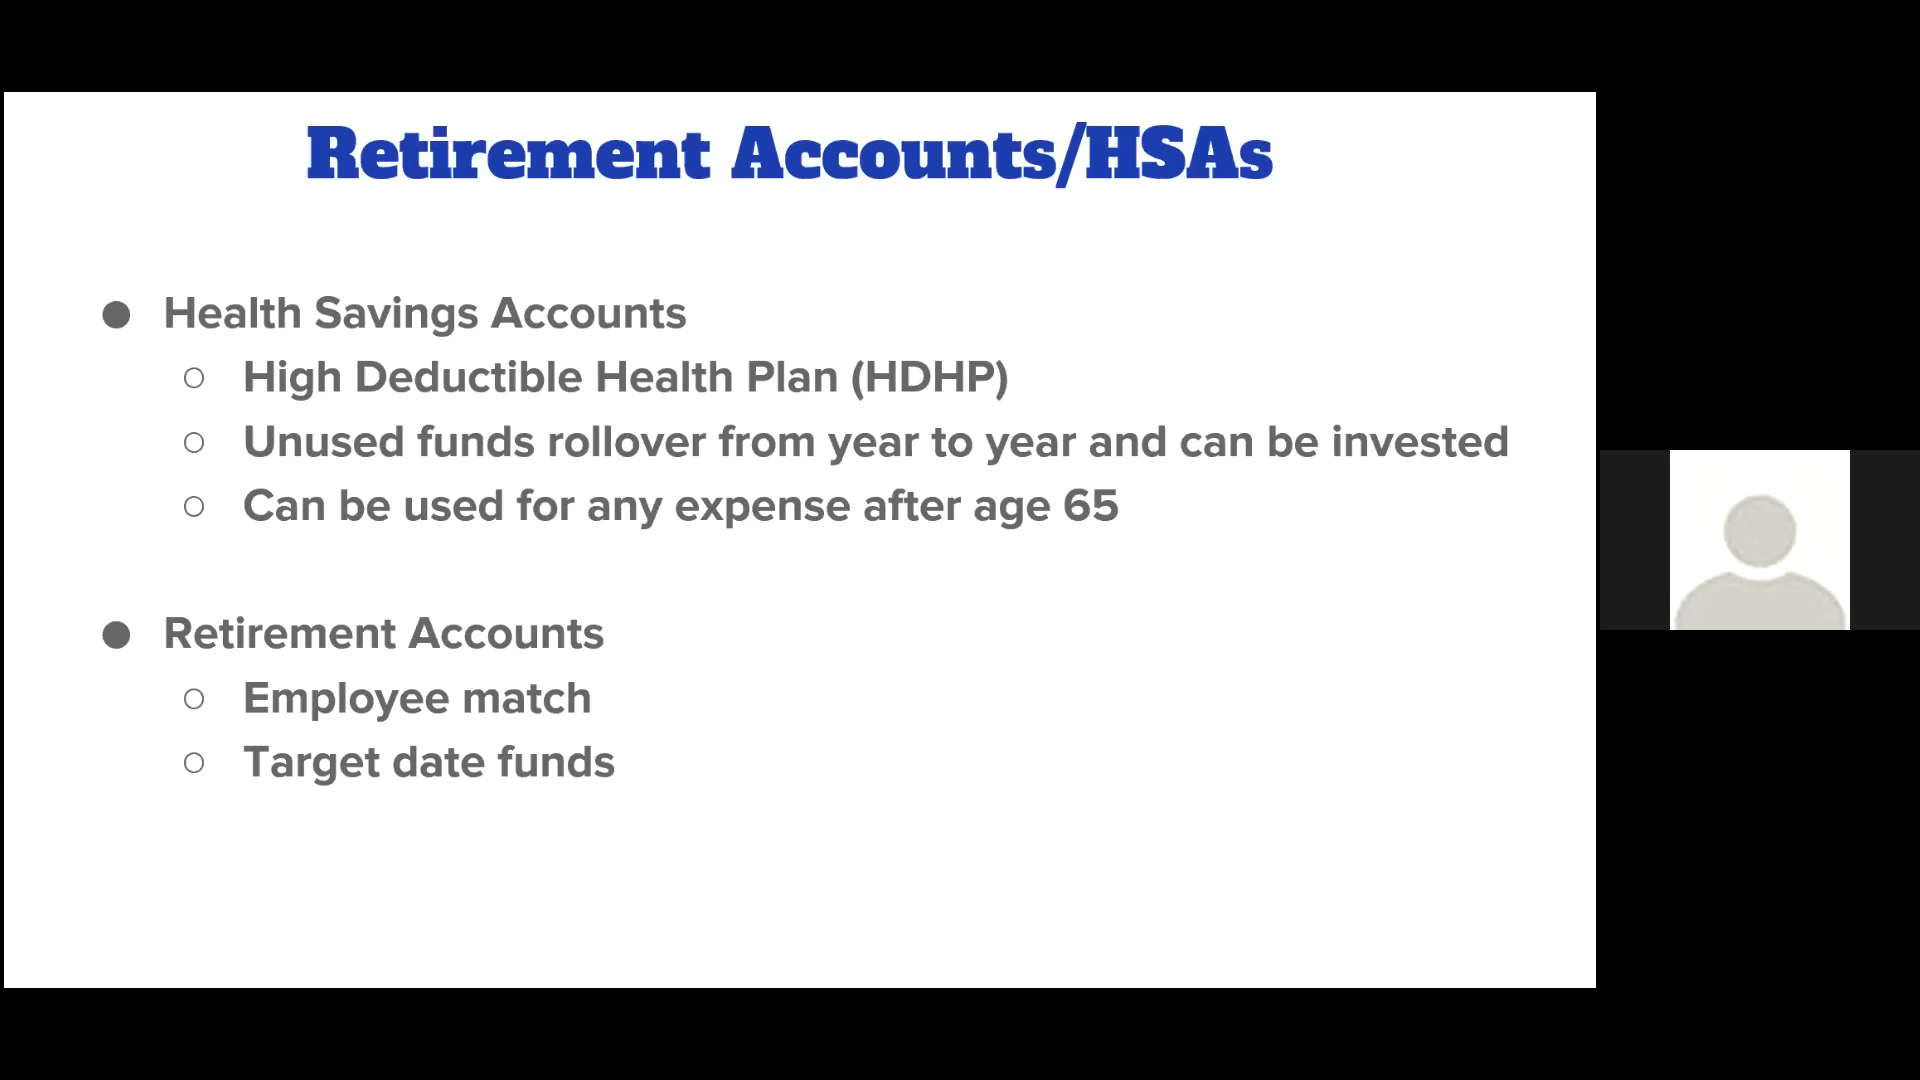 Retirement Accounts/HSAs
● Health Savings Accounts
○ High Deductible Health Plan (HDHP)
○ Unused funds rollover from year to year and can be invested
○ Can be used for any expense after age 65
● Retirement Accounts
○ Employee match
○ Target date funds